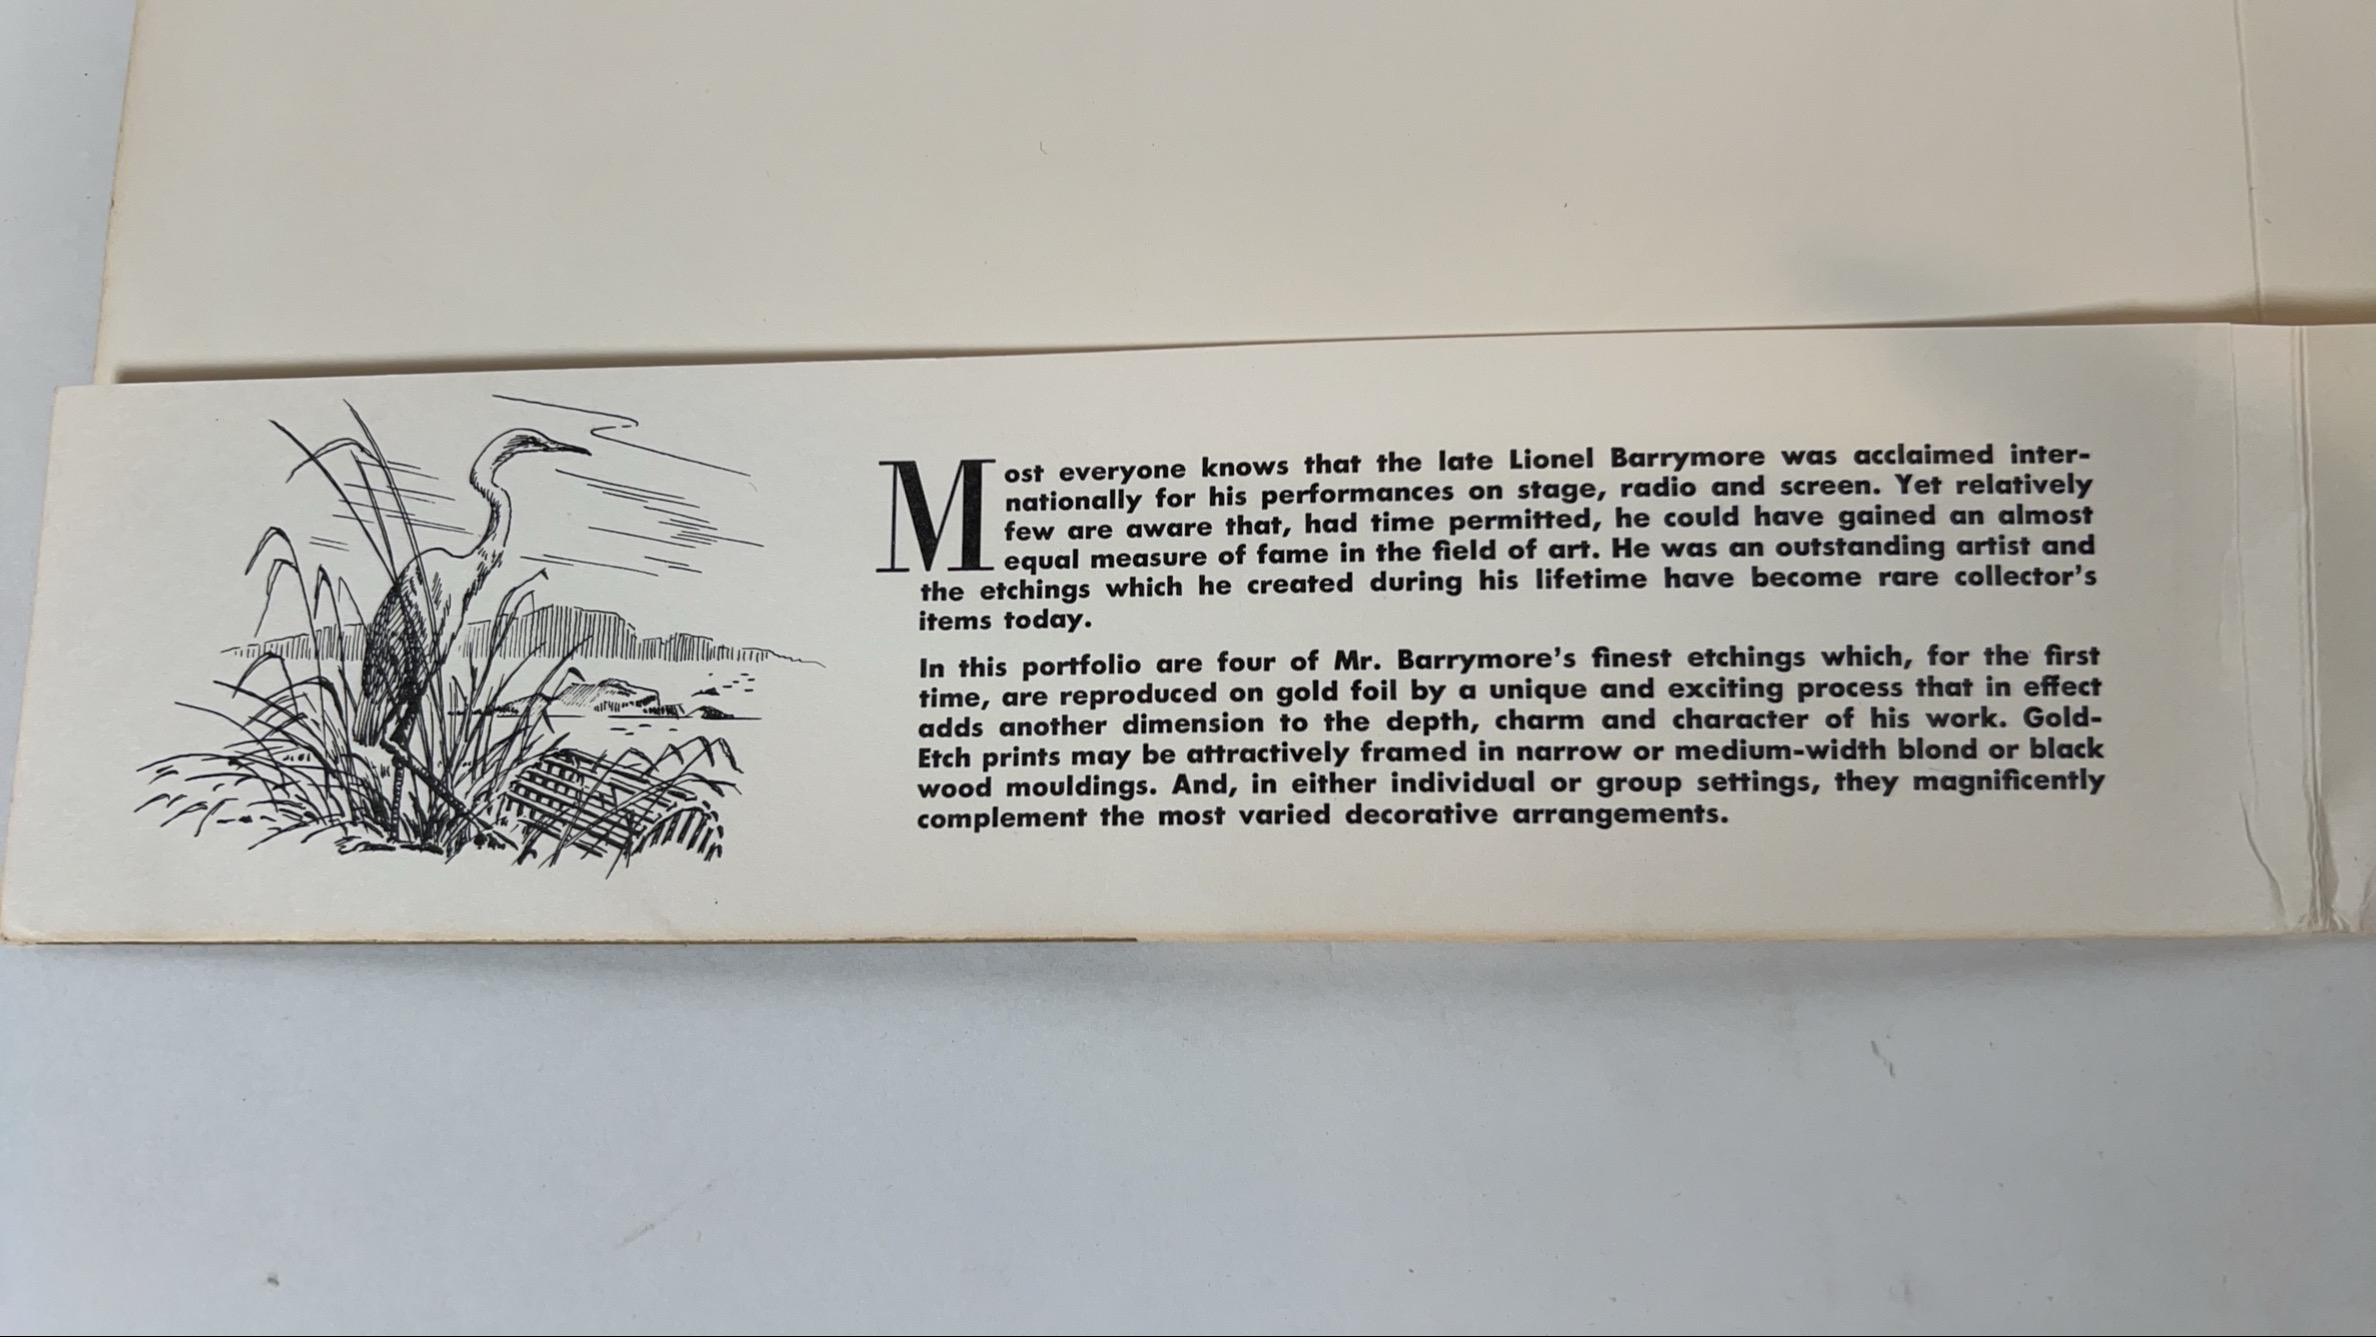 Most everyone knows that the late Lionel Barrymore was acclaimed inter-
nationally for his performances on stage, radio and screen. Yet relatively
few are aware that, had time permitted, he could have gained an almost
equal measure of fame in the field of art. He was an outstanding artist and
the etchings which he created during his lifetime have become rare collector's
items today.
In this portfolio are four of Mr. Barrymore's finest etchings which, for the first
time, are reproduced on gold foil by a unique and exciting process that in effect
adds another dimension to the depth, charm and character of his work. Gold-
Etch prints may be attractively framed in narrow or medium-width blond or black
wood mouldings. And, in either individual or group settings, they magnificently
complement the most varied decorative arrangements.